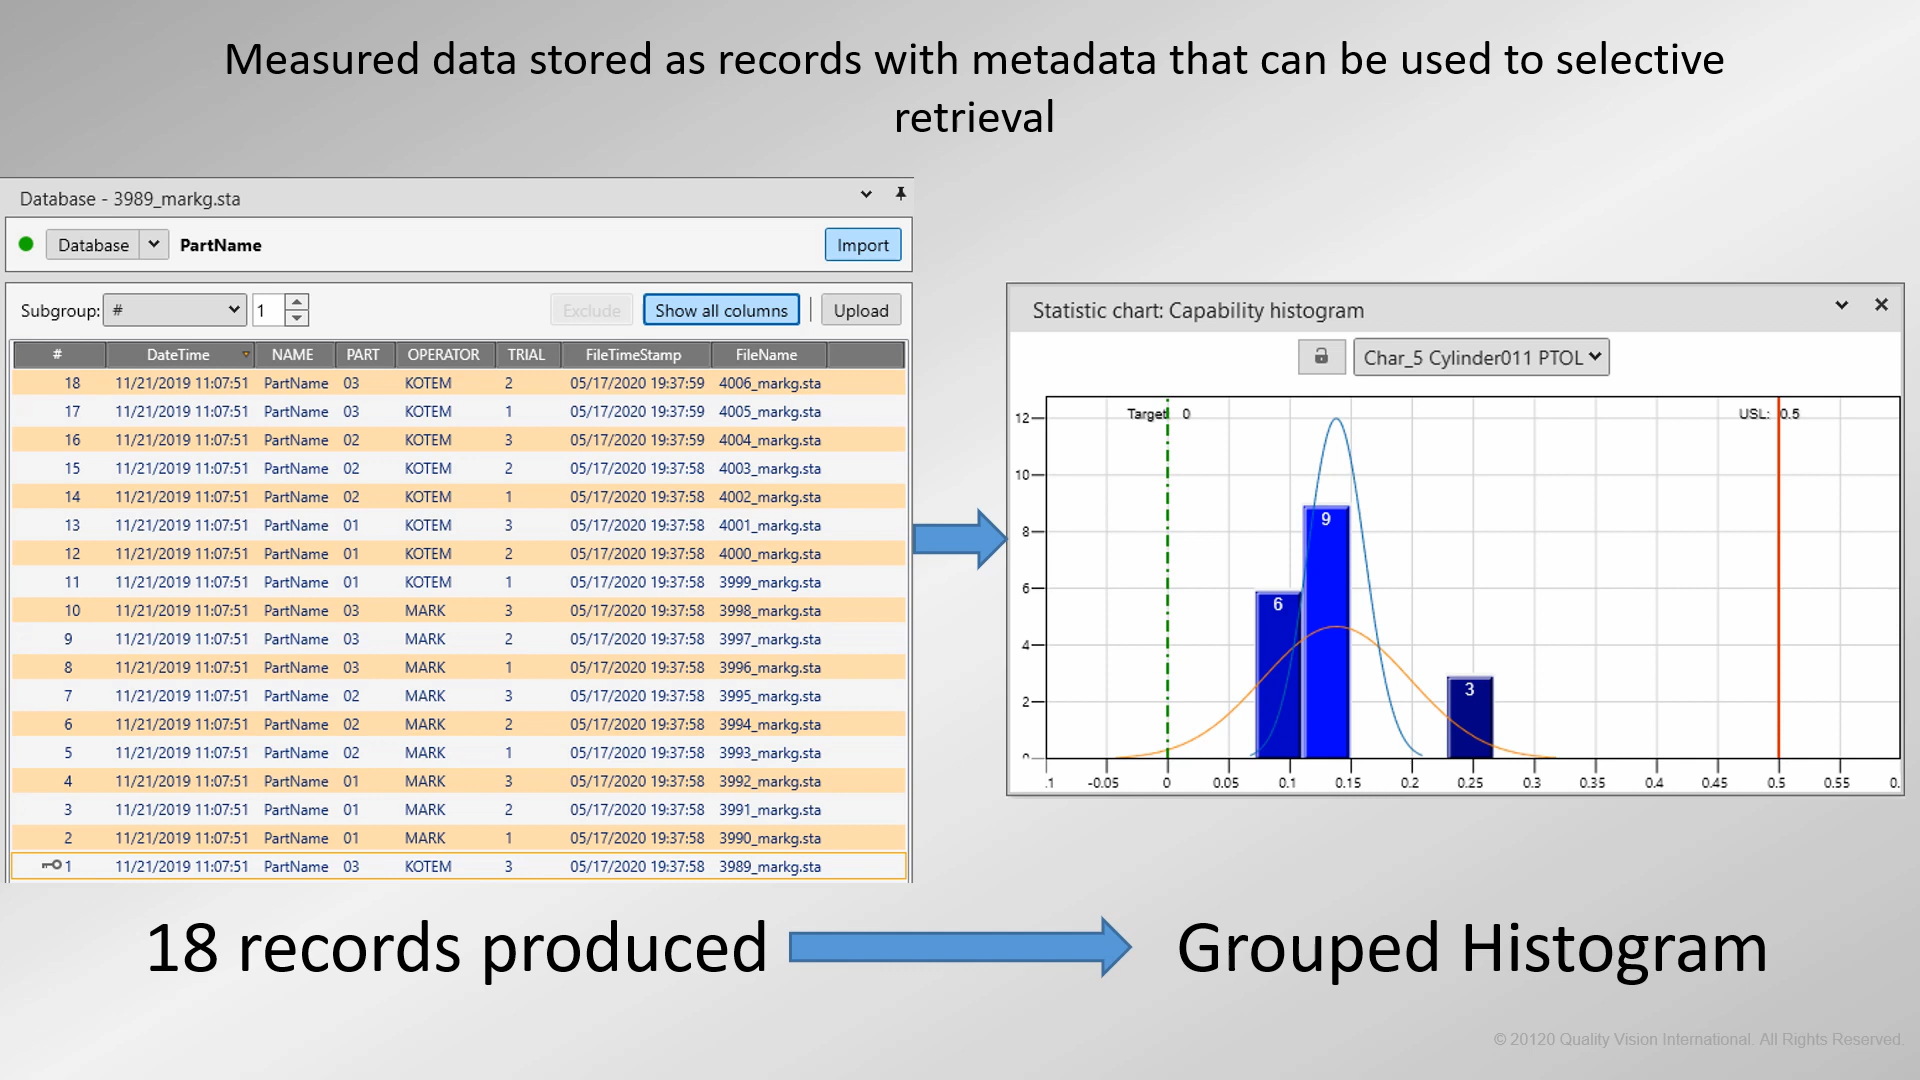 Measured data stored as records with metadata that can be used to selective
retrieval
Database - 3989_markg.sta
Database PartName Import
Subgroup: # 1 Exclude Show all columns Upload
# DateTime NAME PART OPERATOR TRIAL FileTimeStamp FileName
18 11/21/2019 11:07:51 PartName 03 KOTEM 2 05/17/2020 19:37:59 4006_markg.sta
17 11/21/2019 11:07:51 PartName 03 KOTEM 1 05/17/2020 19:37:59 4005_markg.sta
16 11/21/2019 11:07:51 PartName 02 KOTEM 3 05/17/2020 19:37:59 4004_markg.sta
15 11/21/2019 11:07:51 PartName 02 KOTEM 2 05/17/2020 19:37:58 4003_markg.sta
14 11/21/2019 11:07:51 PartName 02 KOTEM 1 05/17/2020 19:37:58 4002_markg.sta
13 11/21/2019 11:07:51 PartName 01 KOTEM 3 05/17/2020 19:37:58 4001_markg.sta
12 11/21/2019 11:07:51 PartName 01 KOTEM 2 05/17/2020 19:37:58 4000_markg.sta
11 11/21/2019 11:07:51 PartName 01 KOTEM 1 05/17/2020 19:37:58 3999_markg.sta
10 11/21/2019 11:07:51 PartName 03 MARK 3 05/17/2020 19:37:58 3998_markg.sta
9 11/21/2019 11:07:51 PartName 03 MARK 2 05/17/2020 19:37:58 3997_markg.sta
8 11/21/2019 11:07:51 PartName 03 MARK 1 05/17/2020 19:37:58 3996_markg.sta
7 11/21/2019 11:07:51 PartName 02 MARK 3 05/17/2020 19:37:58 3995_markg.sta
6 11/21/2019 11:07:51 PartName 02 MARK 2 05/17/2020 19:37:58 3994_markg.sta
5 11/21/2019 11:07:51 PartName 02 MARK 1 05/17/2020 19:37:58 3993_markg.sta
4 11/21/2019 11:07:51 PartName 01 MARK 3 05/17/2020 19:37:58 3992_markg.sta
3 11/21/2019 11:07:51 PartName 01 MARK 2 05/17/2020 19:37:58 3991_markg.sta
2 11/21/2019 11:07:51 PartName 01 MARK 1 05/17/2020 19:37:58 3990_markg.sta
1 11/21/2019 11:07:51 PartName 03 KOTEM 3 05/17/2020 19:37:58 3989_markg.sta
Statistic chart: Capability histogram
Char_5 Cylinder011 PTOL
Target 0 USL: 0.5
12
10
8
6
4
2
0
9
6
3
.1 -0.05 0 0.05 0.1 0.15 0.2 0.25 0.3 0.35 0.4 0.45 0.5 0.55 0.
18 records produced Grouped Histogram
© 20120 Quality Vision International. All Rights Reserved.